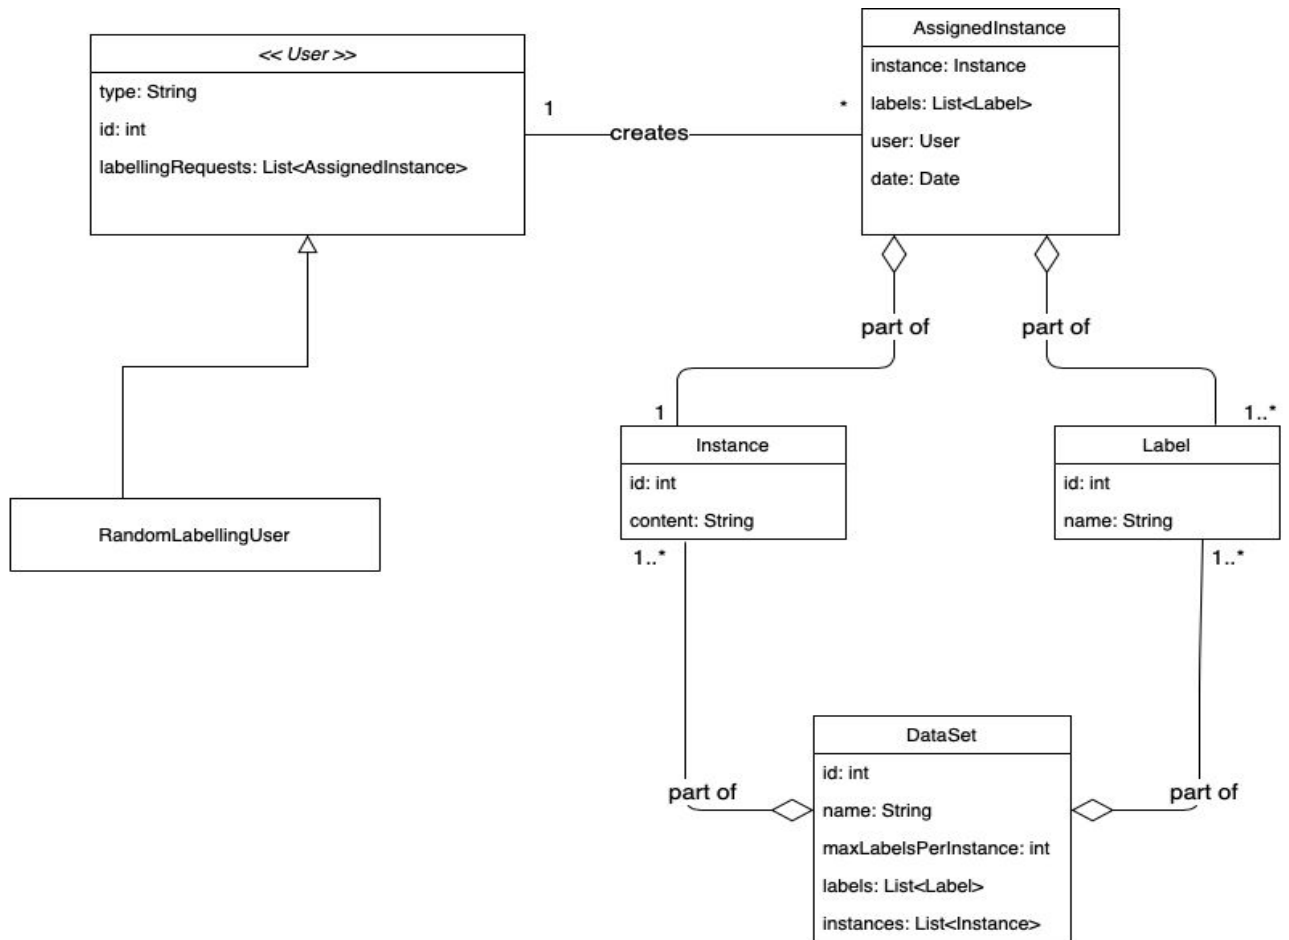 << User >>
type: String
id: int
labellingRequests: List<AssignedInstance>
1
creates
*
AssignedInstance
instance: Instance
labels: List<Label>
user: User
date: Date
part of
part of
RandomLabellingUser
1
Instance
id: int
content: String
1..*
1..*
Label
id: int
name: String
1..*
part of
part of
DataSet
id: int
name: String
maxLabelsPerInstance: int
labels: List<Label>
instances: List<Instance>